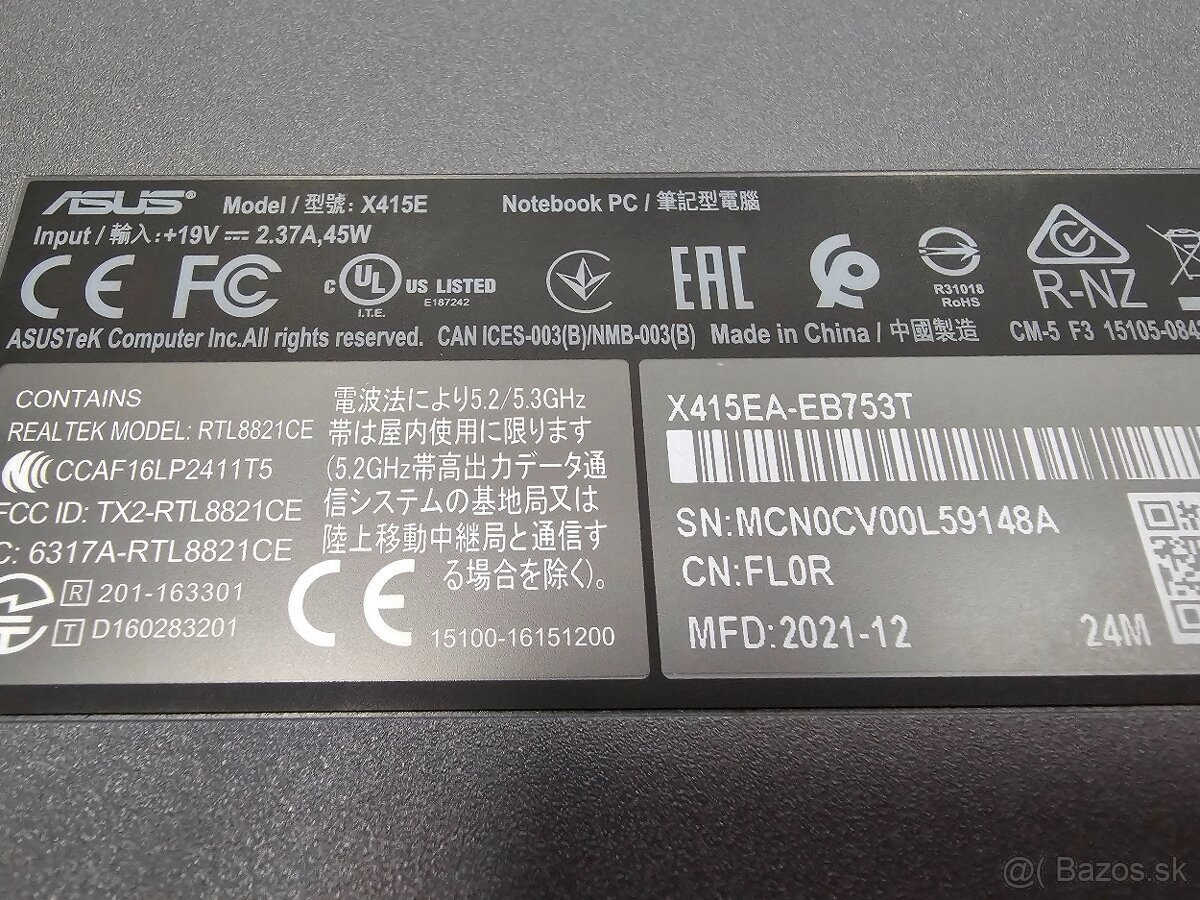 ASUS® Model / 型號: X415E Notebook PC / 筆記型電腦
Input / 輸入:+19V ⎓ 2.37A,45W
CE FC c UL US LISTED EAC R-NZ
I.T.E. E187242
R31018
RoHS
ASUSTeK Computer Inc.All rights reserved. CAN ICES-003(B)/NMB-003(B) Made in China / 中國製造 CM-5 F3 15105-084
CONTAINS
REALTEK MODEL: RTL8821CE
CCAF16LP2411T5
FCC ID: TX2-RTL8821CE
C: 6317A-RTL8821CE
R 201-163301
T D160283201
電波法により5.2/5.3GHz
帯は屋内使用に限ります
(5.2GHz帯高出力データ通
信システムの基地局又は
陸上移動中継局と通信す
る場合を除く)。
CE 15100-16151200
X415EA-EB753T
SN:MCN0CV00L59148A
CN:FL0R
MFD:2021-12 24M
@( Bazos.sk